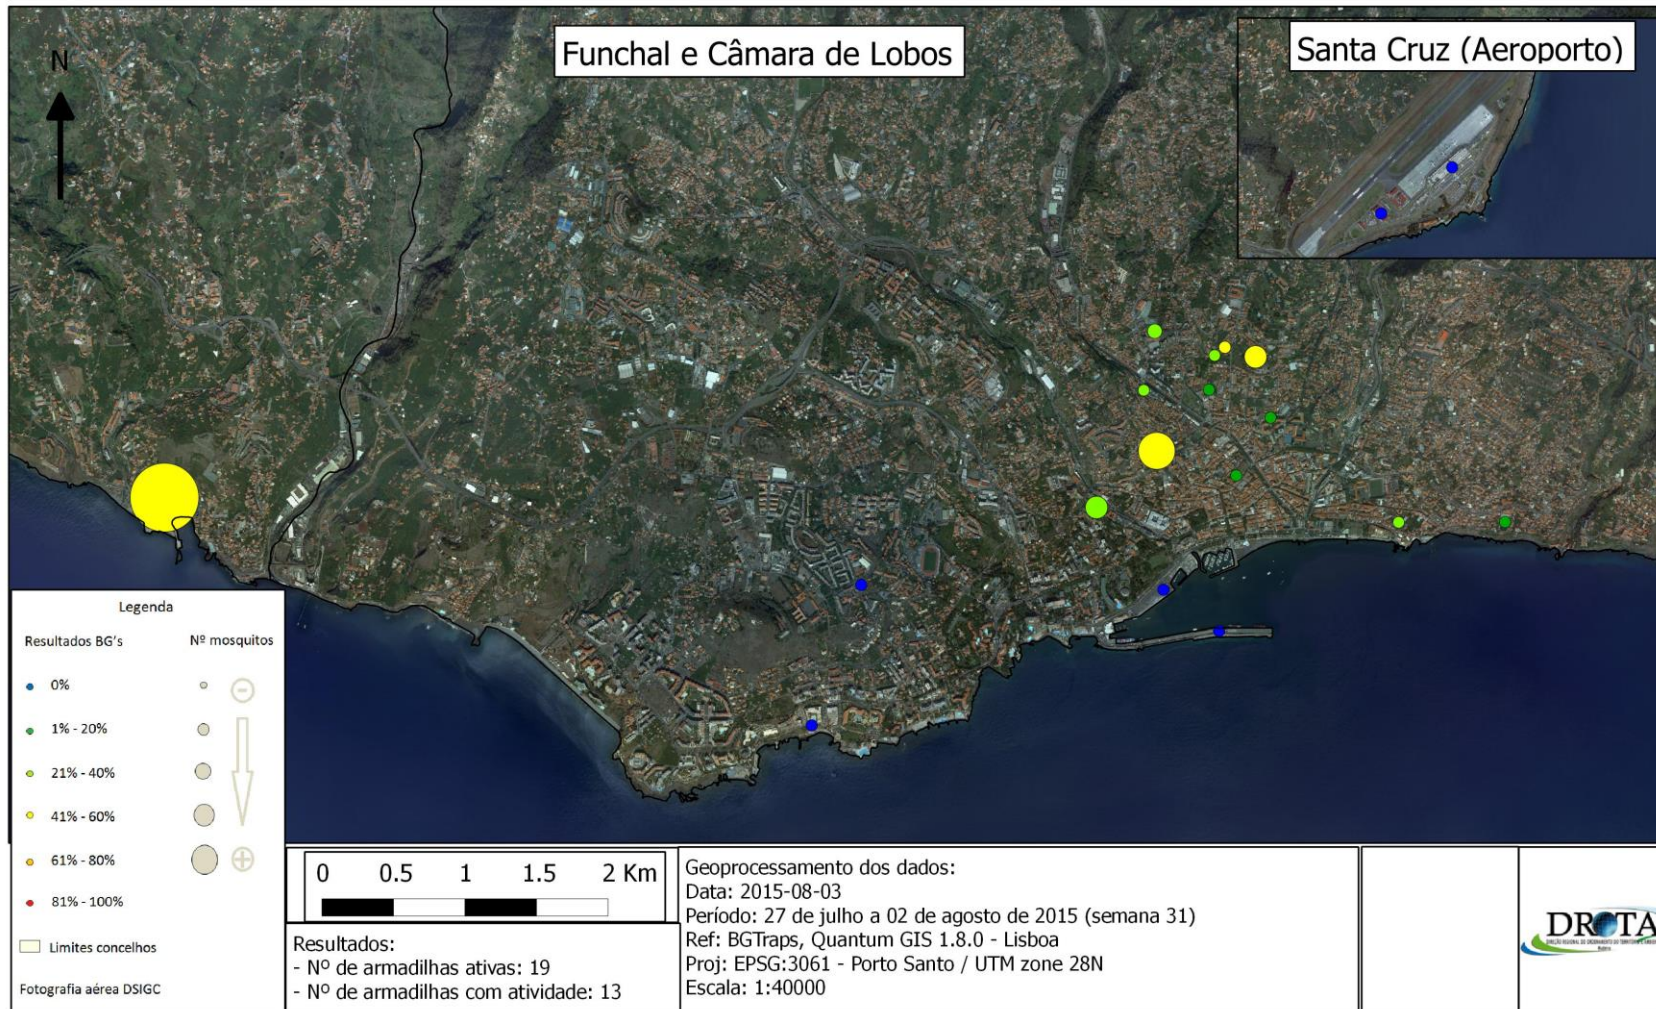 Funchal e Câmara de Lobos
Santa Cruz (Aeroporto)
N
Legenda
Resultados BG's
Nº mosquitos
0%
1% - 20%
21% - 40%
41% - 60%
61% - 80%
81% - 100%
Limites concelhos
Fotografia aérea DSIGC
0 0.5 1 1.5 2 Km
Resultados:
- Nº de armadilhas ativas: 19
- Nº de armadilhas com atividade: 13
Geoprocessamento dos dados:
Data: 2015-08-03
Período: 27 de julho a 02 de agosto de 2015 (semana 31)
Ref: BGTraps, Quantum GIS 1.8.0 - Lisboa
Proj: EPSG:3061 - Porto Santo / UTM zone 28N
Escala: 1:40000
DROTA